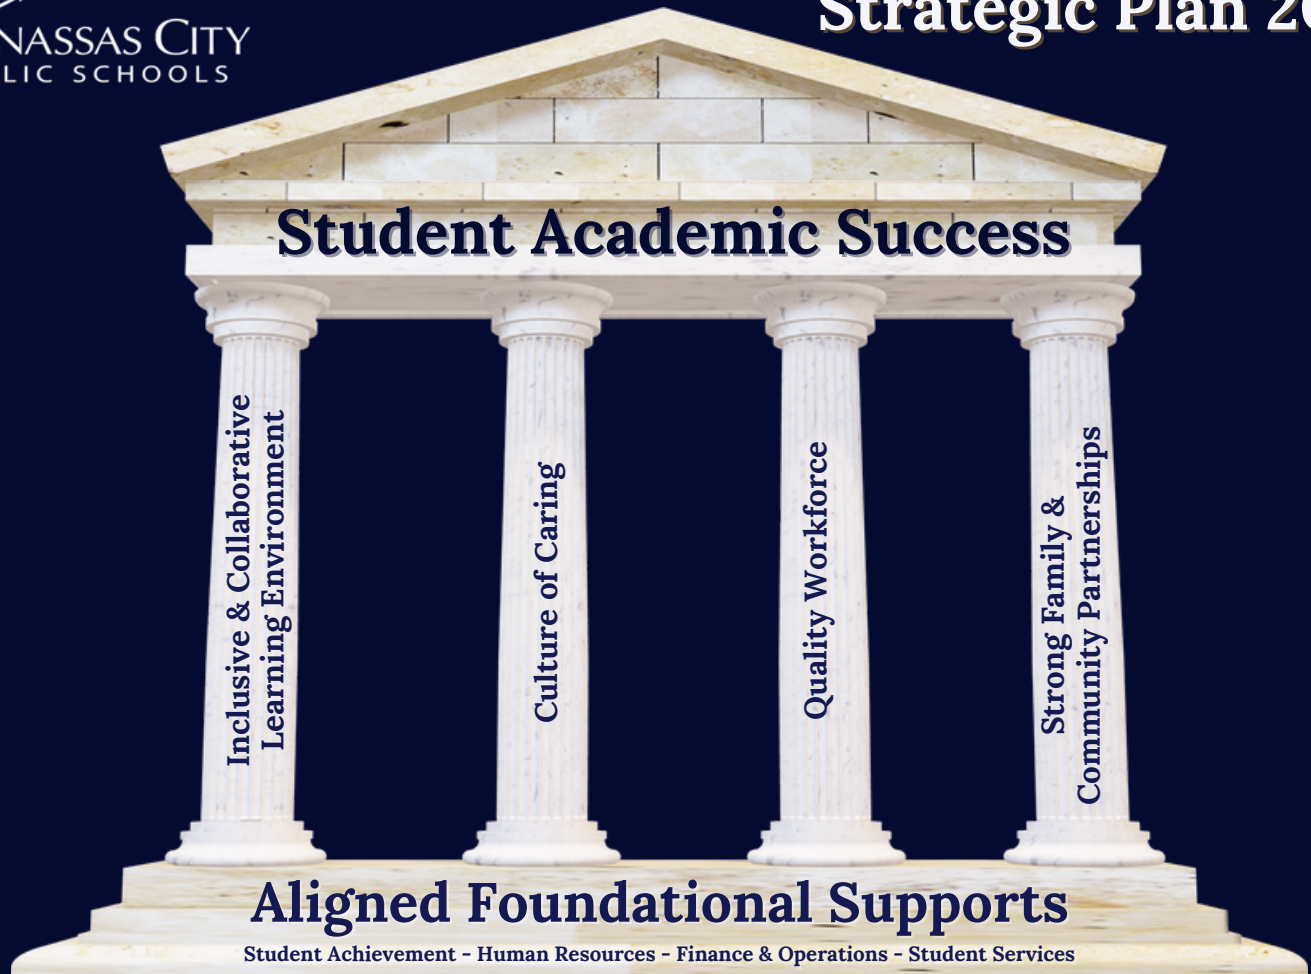 NASSAS CITY
LIC SCHOOLS
Strategic Plan 20
Student Academic Success
Inclusive & Collaborative
Learning Environment
Culture of Caring
Quality Workforce
Strong Family &
Community Partnerships
Aligned Foundational Supports
Student Achievement - Human Resources - Finance & Operations - Student Services